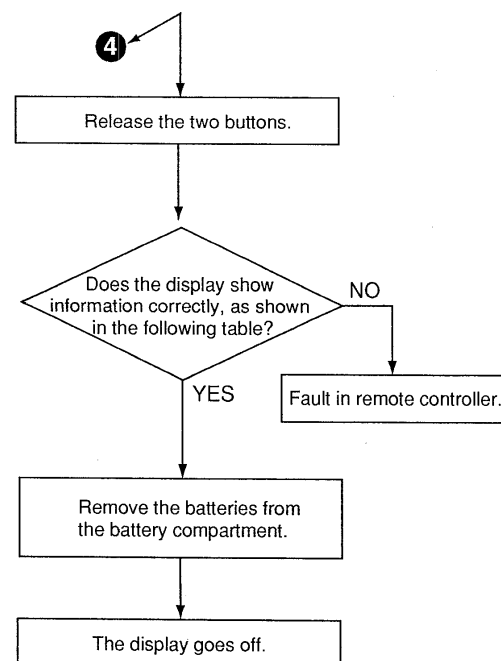 4
Release the two buttons.
Does the display show
information correctly, as shown
in the following table?
NO
YES
Fault in remote controller.
Remove the batteries from
the battery compartment.
The display goes off.